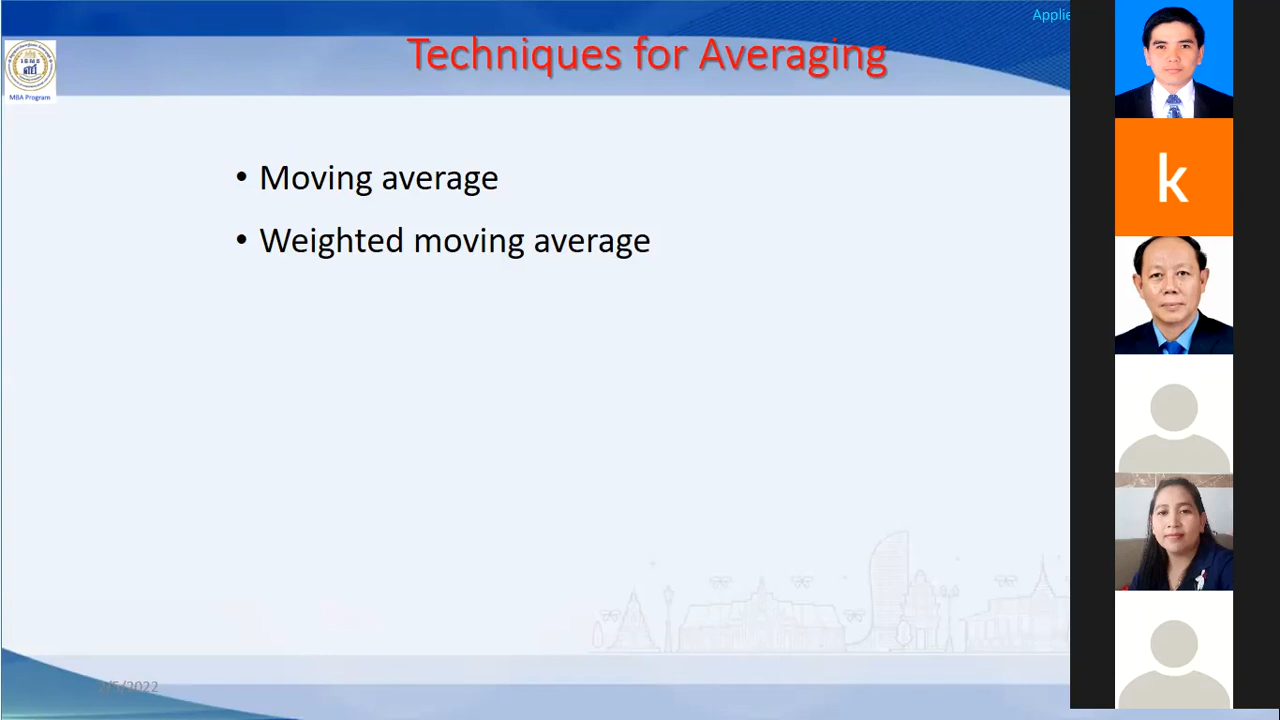 Applie
Techniques for Averaging
MBA Program
• Moving average
• Weighted moving average
k